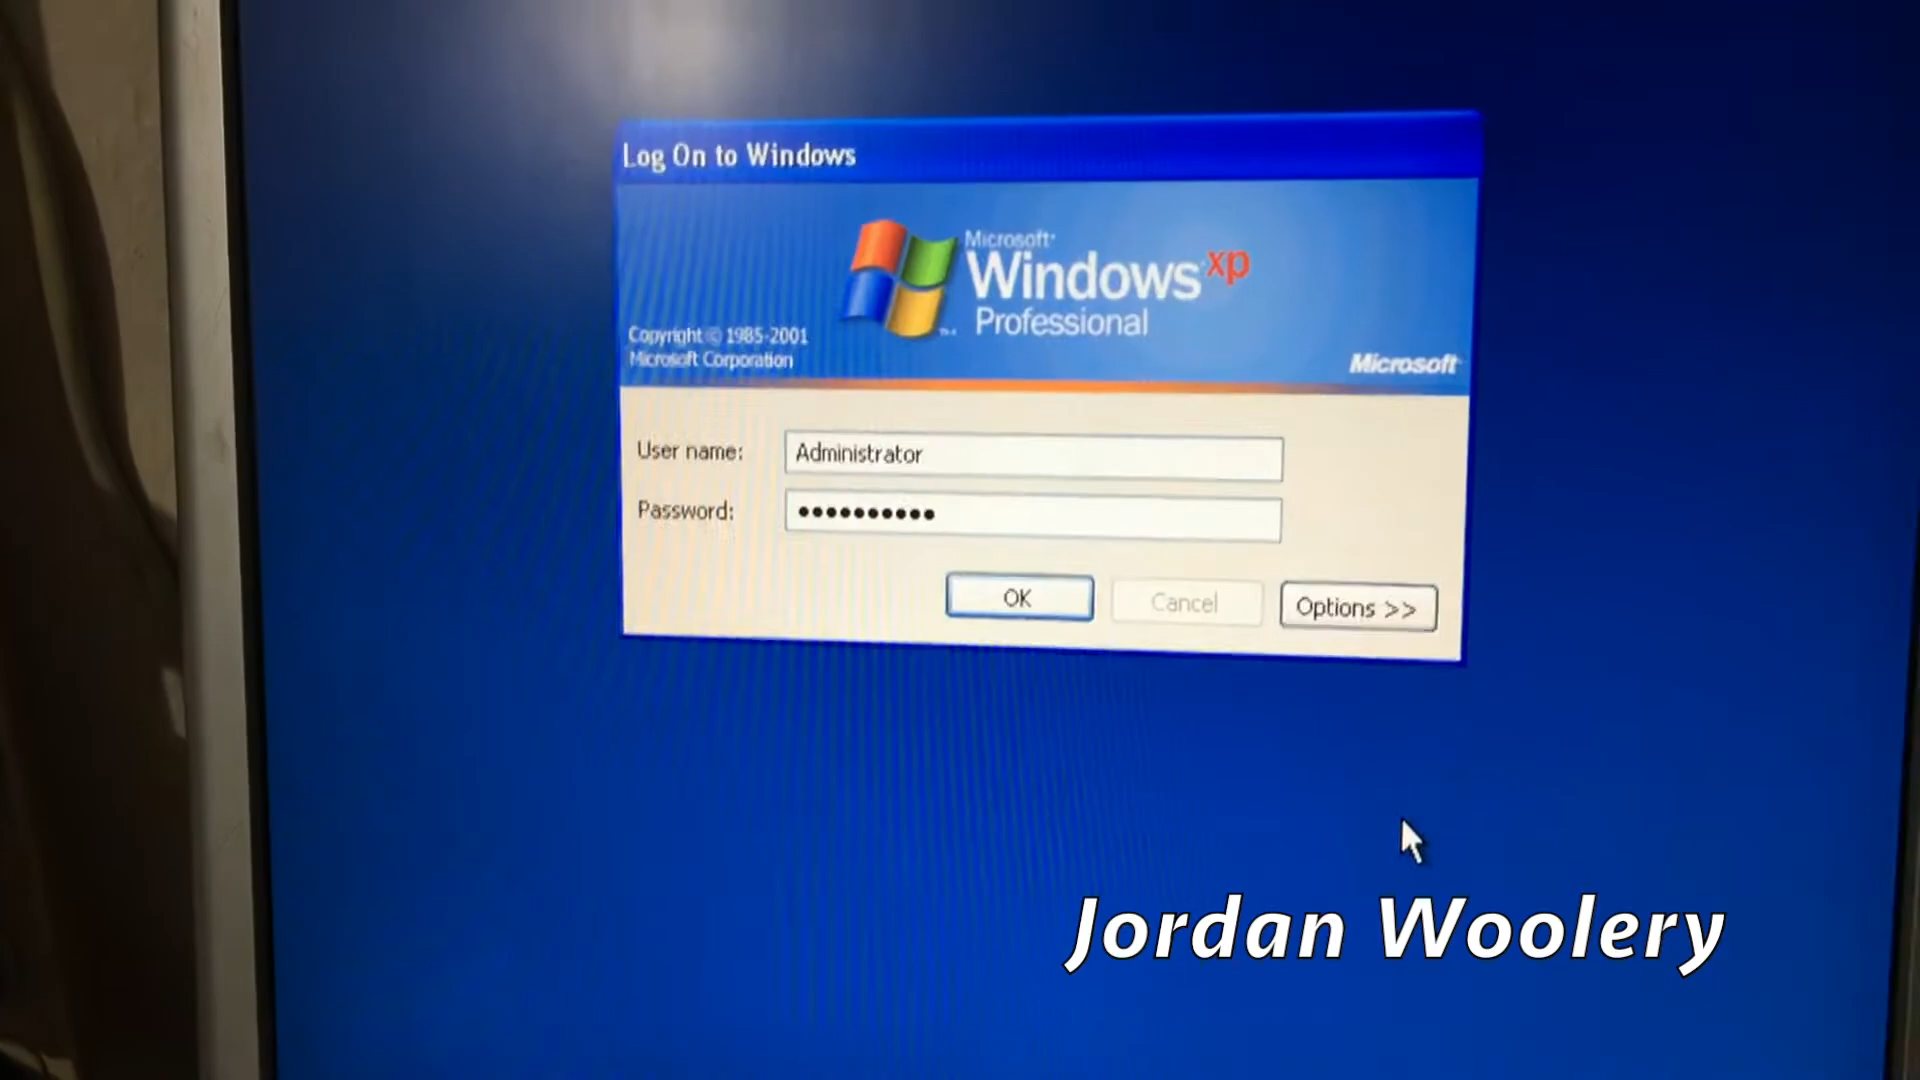 Log On to Windows
Microsoft®
Windows xp
Professional
Copyright © 1985-2001
Microsoft Corporation
Microsoft
User name: Administrator
Password: ••••••••••
OK Cancel Options >>
Jordan Woolery